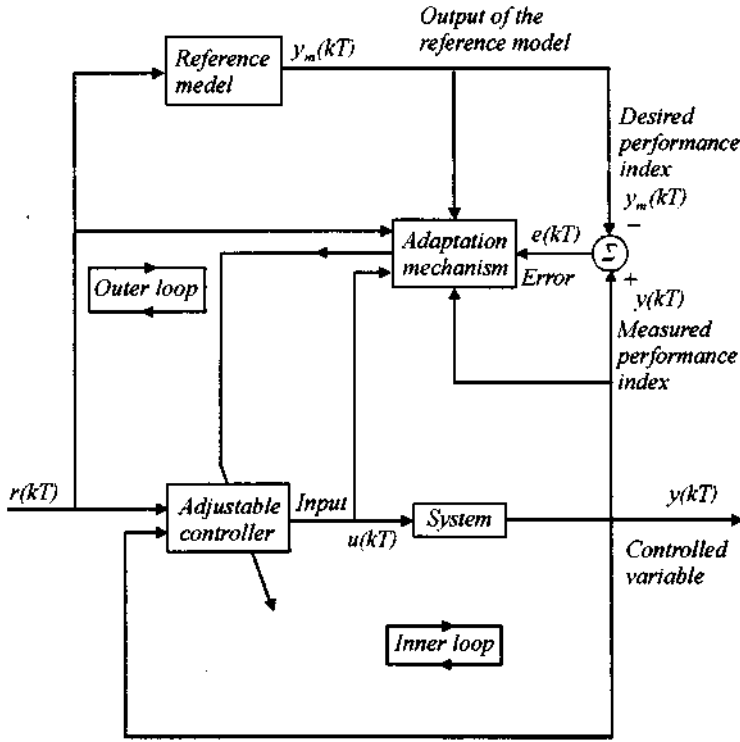 Output of the
reference model
y_m(kT)
Reference
medel
Desired
performance
index
y_m(kT)
−
Adaptation
mechanism
e(kT)
Error
Σ
+
y(kT)
Measured
performance
index
Outer loop
r(kT)
Adjustable
controller
Input
u(kT)
System
y(kT)
Controlled
variable
Inner loop